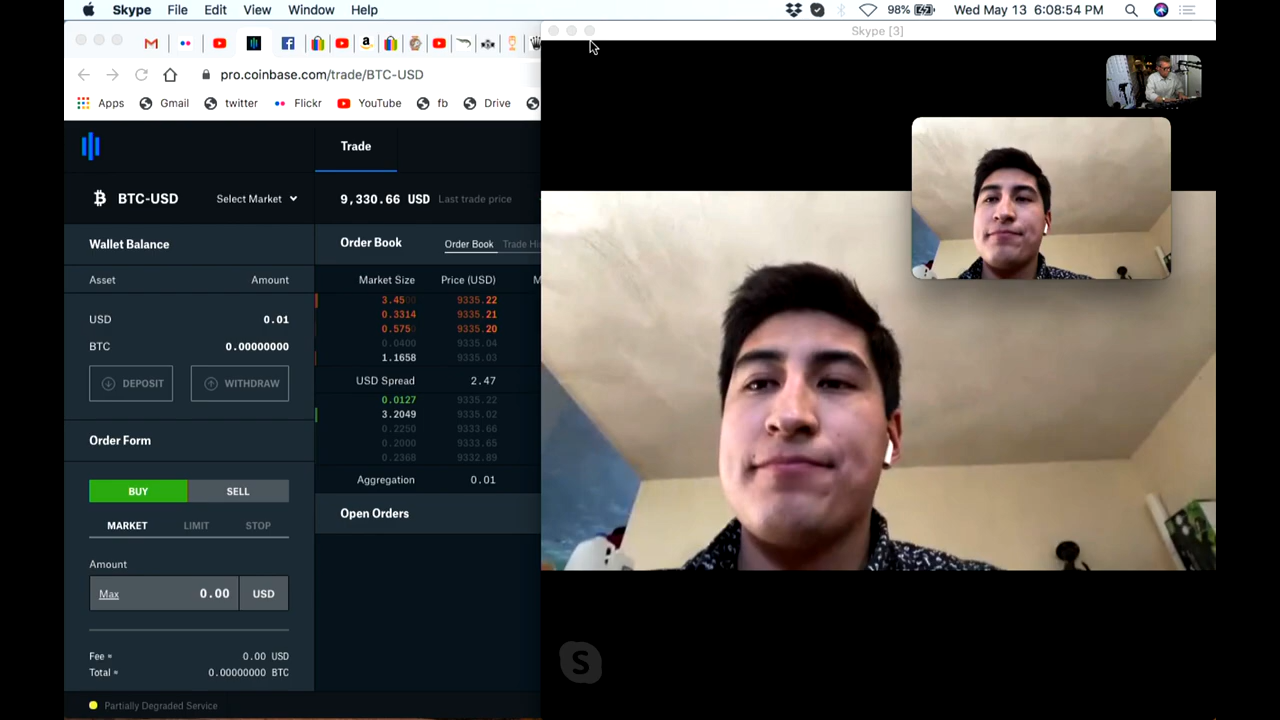 Skype File Edit View Window Help 98% Wed May 13 6:08:54 PM
Skype [3]
pro.coinbase.com/trade/BTC-USD
Apps Gmail twitter Flickr YouTube fb Drive
Trade
BTC-USD Select Market 9,330.66 USD Last trade price
Wallet Balance Order Book Order Book Trade Hi
Asset Amount Market Size Price (USD) M
3.4500 9335.22
USD 0.01 0.3314 9335.21
0.5750 9335.20
BTC 0.00000000 0.0400 9335.04
1.1658 9335.03
DEPOSIT WITHDRAW USD Spread 2.47
0.0127 9335.22
3.2049 9335.02
0.2250 9333.66
Order Form 0.2000 9333.65
0.2368 9332.89
Aggregation 0.01
BUY SELL
Open Orders
MARKET LIMIT STOP
Amount
Max 0.00 USD
Fee = 0.00 USD
Total = 0.00000000 BTC
Partially Degraded Service
S